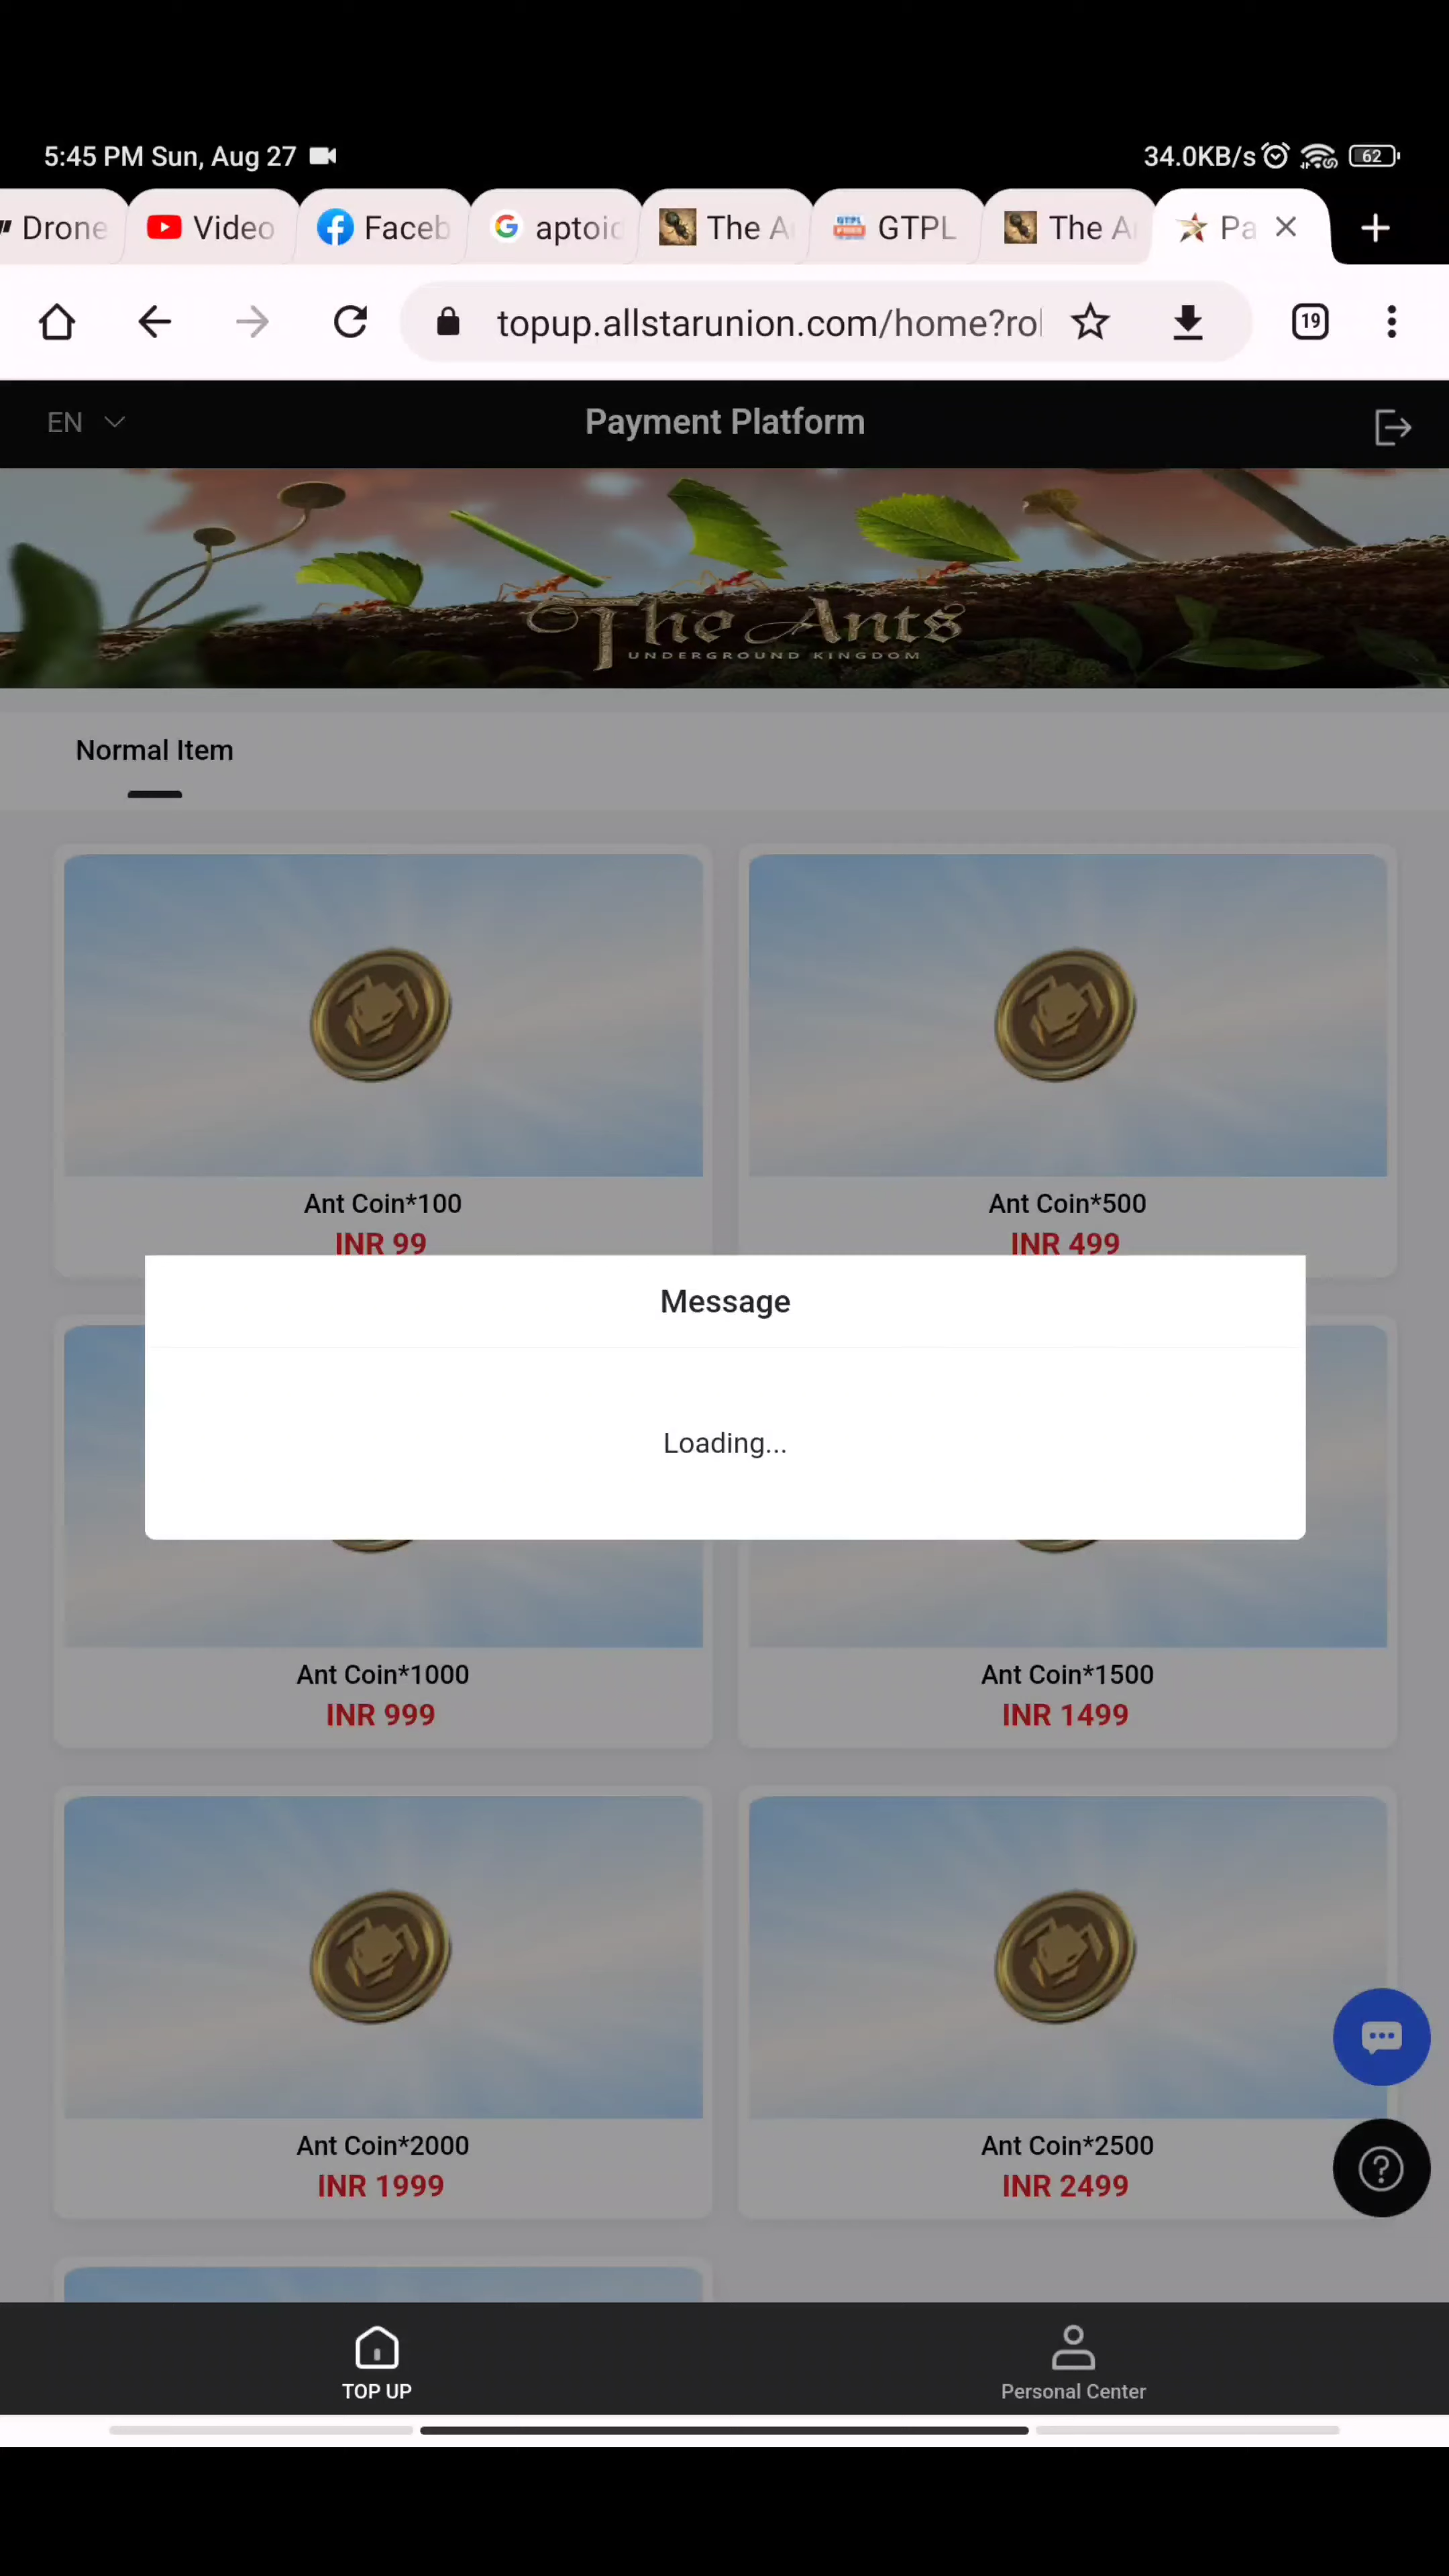 5:45 PM Sun, Aug 27
34.0KB/s
62
Drone
Video
Faceb
aptoid
The A
GTPL
The A
Pa
topup.allstarunion.com/home?rol
19
EN
Payment Platform
The Ants
UNDERGROUND KINGDOM
Normal Item
Ant Coin*100
Ant Coin*500
INR 99
INR 499
Message
Loading...
Ant Coin*1000
Ant Coin*1500
INR 999
INR 1499
Ant Coin*2000
Ant Coin*2500
INR 1999
INR 2499
TOP UP
Personal Center